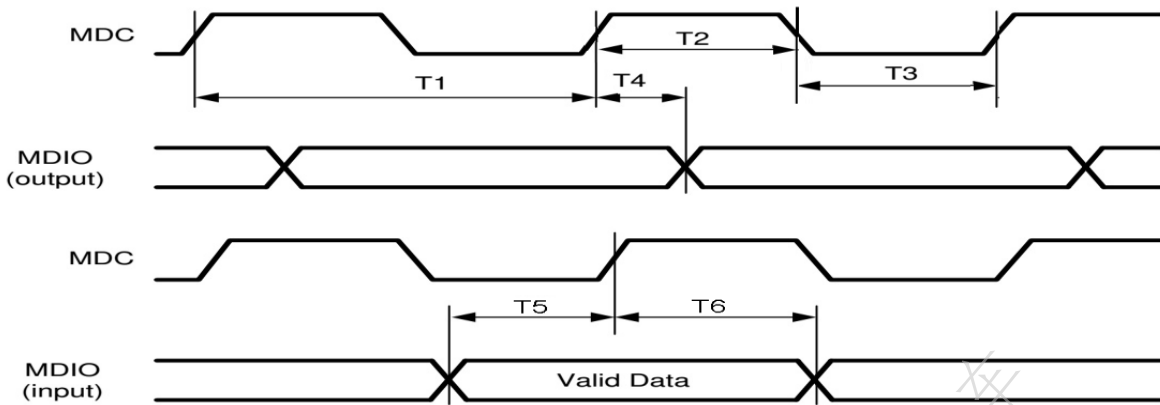 MDC
T2
T4
T3
T1
MDIO
(output)
MDC
T5
T6
MDIO
(input)
Valid Data